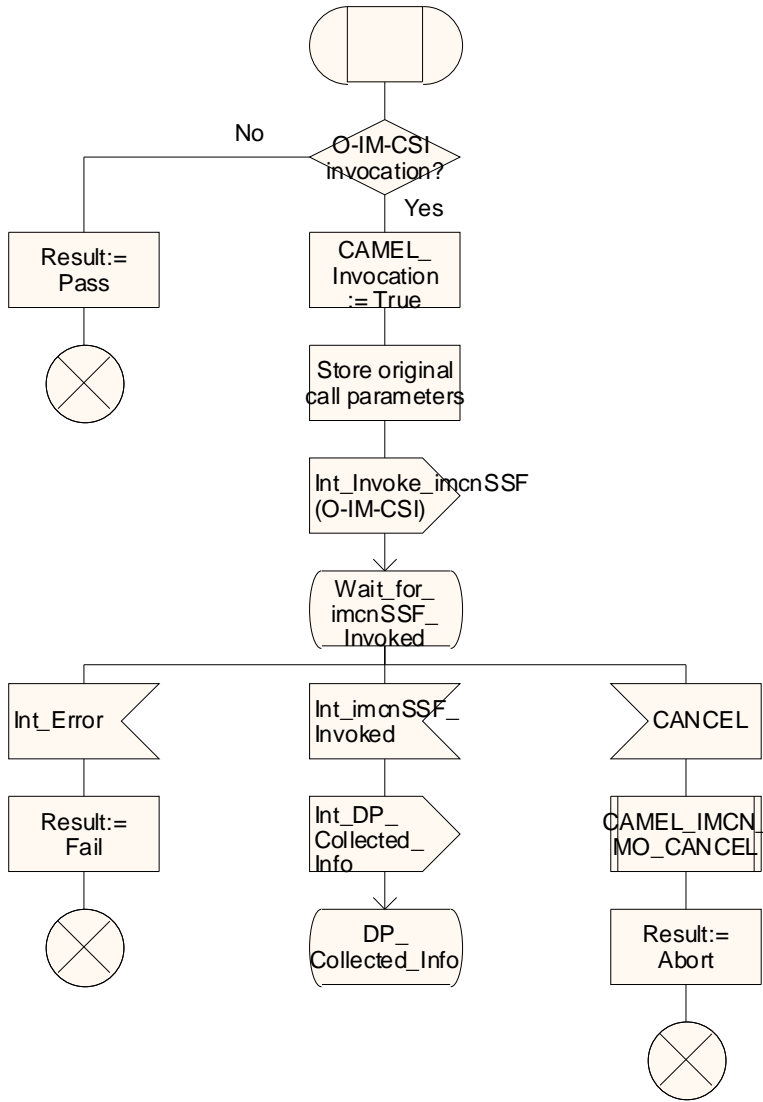 No
O-IM-CSI
invocation?
Yes
Result:=
Pass
CAMEL_
Invocation
:= True
Store original
call parameters
Int_Invoke_imcnSSF
(O-IM-CSI)
Wait_for_
imcnSSF_
Invoked
Int_Error
Int_imcnSSF_
Invoked
CANCEL
Result:=
Fail
Int_DP_
Collected_
Info
CAMEL_IMCN_
MO_CANCEL
DP_
Collected_Info
Result:=
Abort